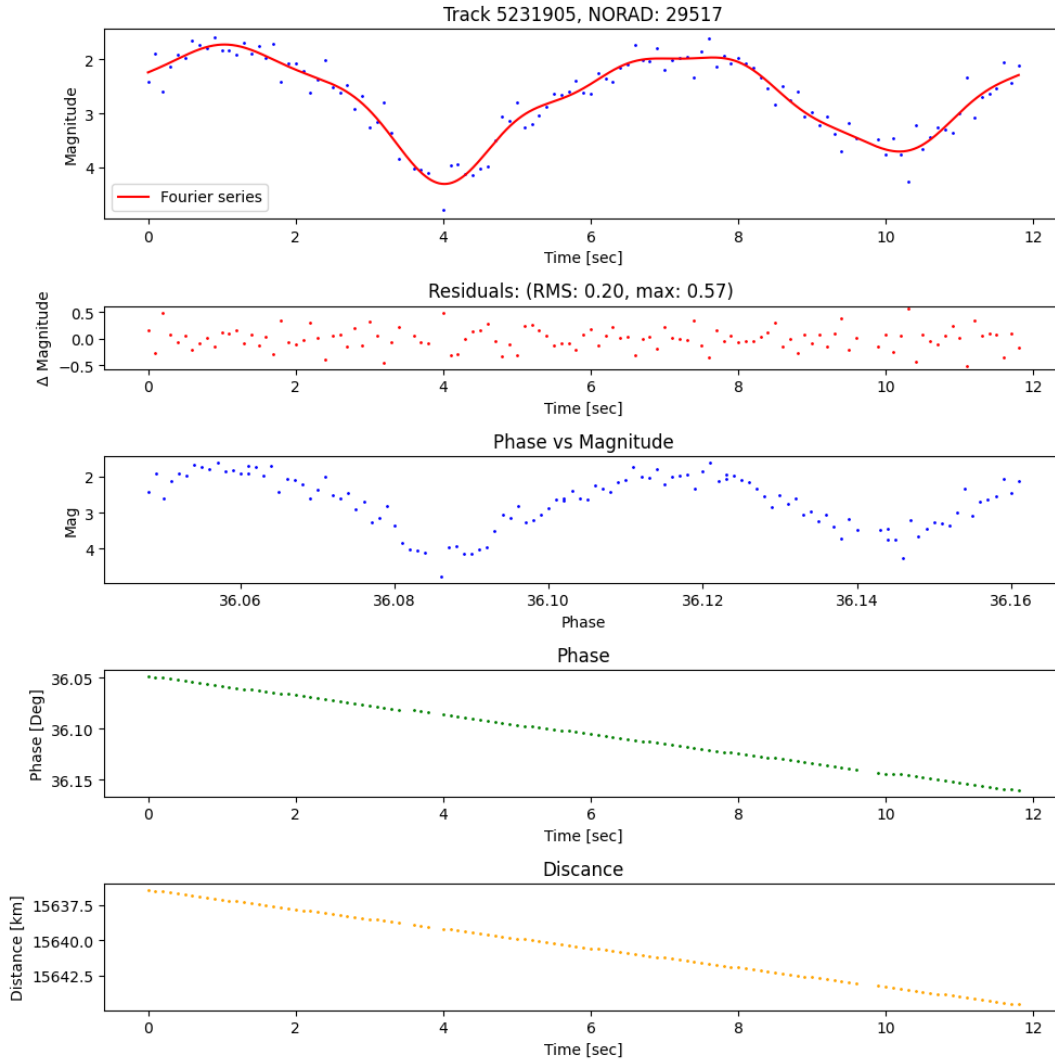 Track 5231905, NORAD: 29517
2
3
4
Magnitude
Fourier series
0 2 4 6 8 10 12
Time [sec]
Residuals: (RMS: 0.20, max: 0.57)
0.5
0.0
−0.5
Δ Magnitude
0 2 4 6 8 10 12
Time [sec]
Phase vs Magnitude
2
3
4
Mag
36.06 36.08 36.10 36.12 36.14 36.16
Phase
Phase
36.05
36.10
36.15
Phase [Deg]
0 2 4 6 8 10 12
Time [sec]
Discance
15637.5
15640.0
15642.5
Distance [km]
0 2 4 6 8 10 12
Time [sec]